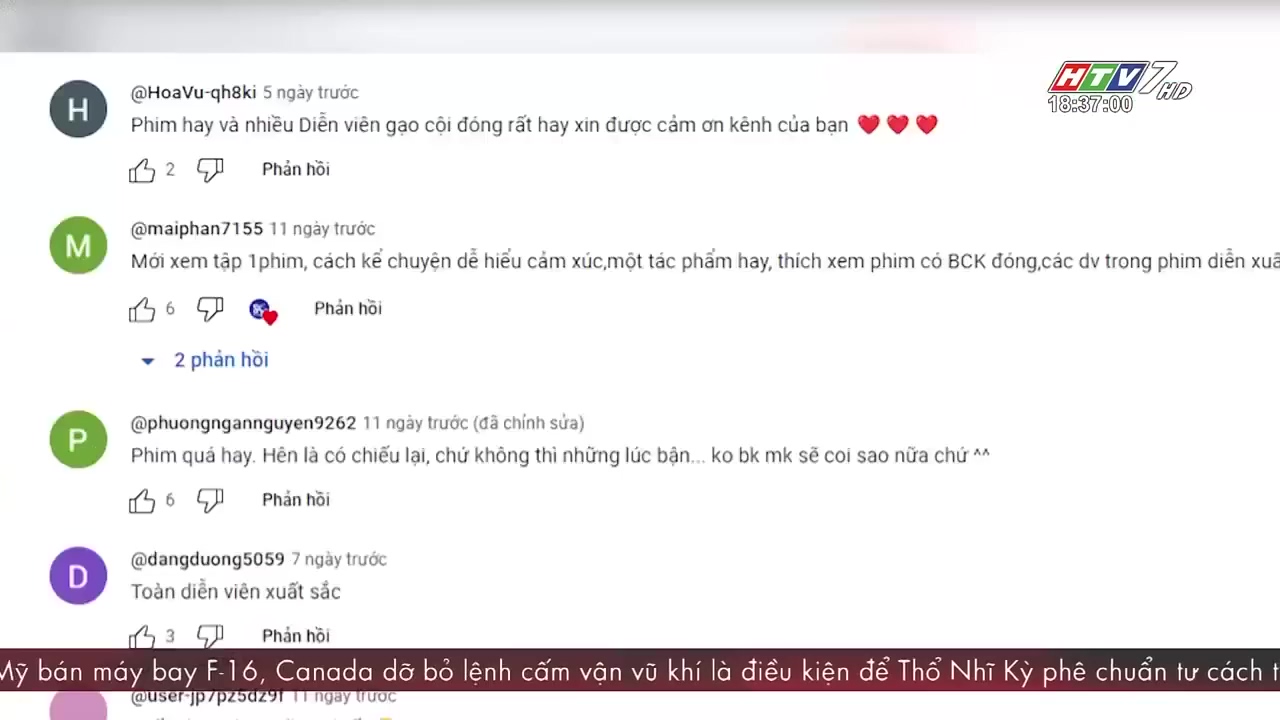 HTV7 HD
18:37:00
H
@HoaVu-qh8ki 5 ngày trước
Phim hay và nhiều Diễn viên gạo cội đóng rất hay xin được cảm ơn kênh của bạn ❤️ ❤️ ❤️
2 Phản hồi
M
@maiphan7155 11 ngày trước
Mới xem tập 1phim, cách kể chuyện dễ hiểu cảm xúc,một tác phẩm hay, thích xem phim có BCK đóng,các dv trong phim diễn
6 Phản hồi
2 phản hồi
P
@phuongngannguyen9262 11 ngày trước (đã chỉnh sửa)
Phim quá hay. Hên là có chiếu lại, chứ không thì những lúc bận... ko bk mk sẽ coi sao nữa chứ ^^
6 Phản hồi
D
@dangduong5059 7 ngày trước
Toàn diễn viên xuất sắc
3 Phản hồi
Mỹ bán máy bay F-16, Canada dỡ bỏ lệnh cấm vận vũ khí là điều kiện để Thổ Nhĩ Kỳ phê chuẩn tư cách
@user-jp7pz5dz9f 11 ngày trước